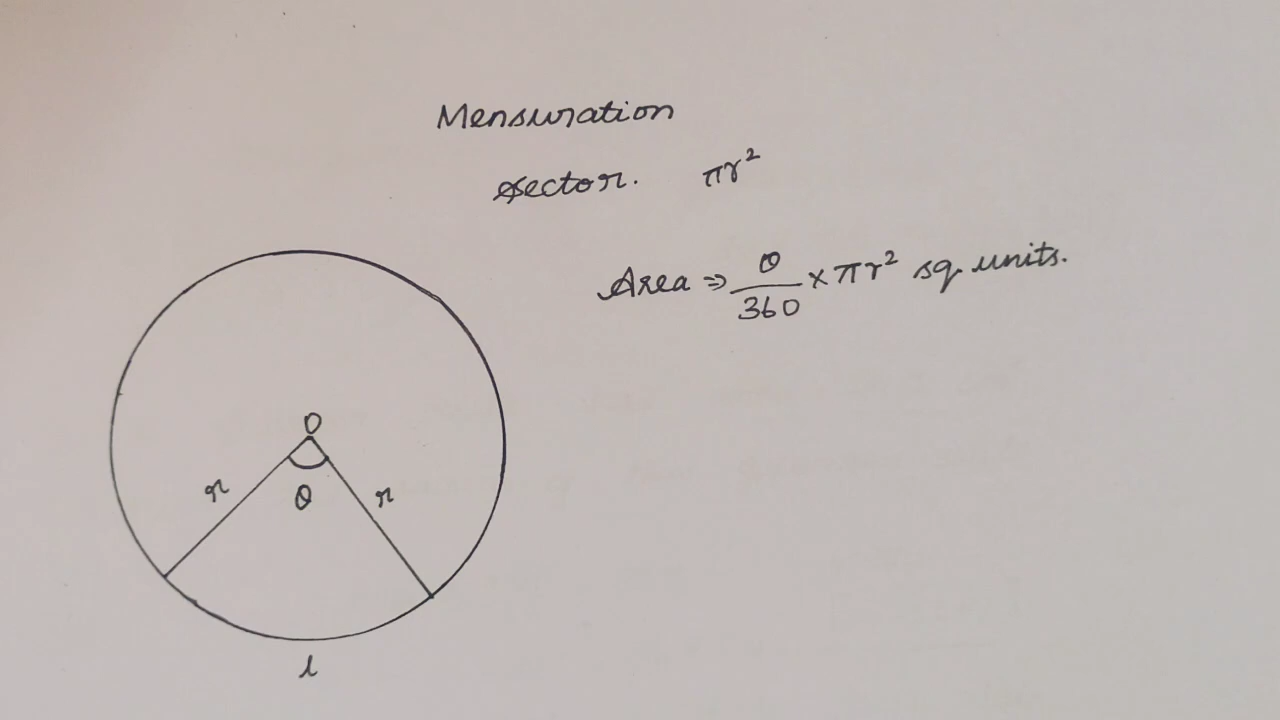 Mensuration
Sector. πr²
Area ⇒ θ/360 × πr² sq. units.
O
r θ r
l